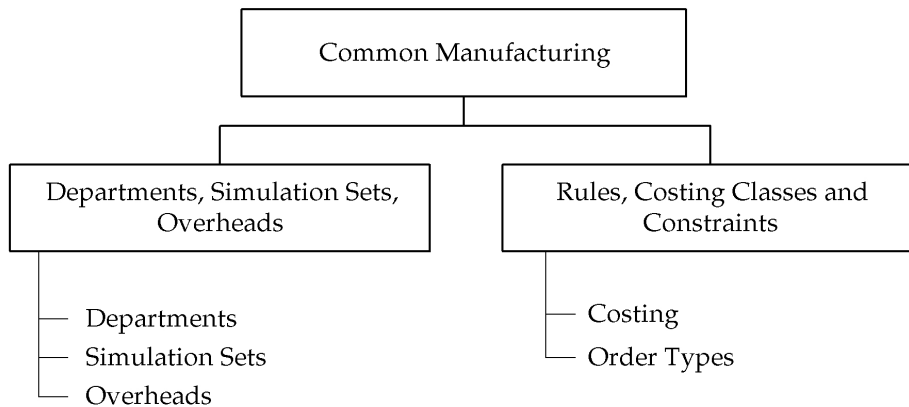 Common Manufacturing
Departments, Simulation Sets,
Overheads
Rules, Costing Classes and
Constraints
Departments
Simulation Sets
Overheads
Costing
Order Types